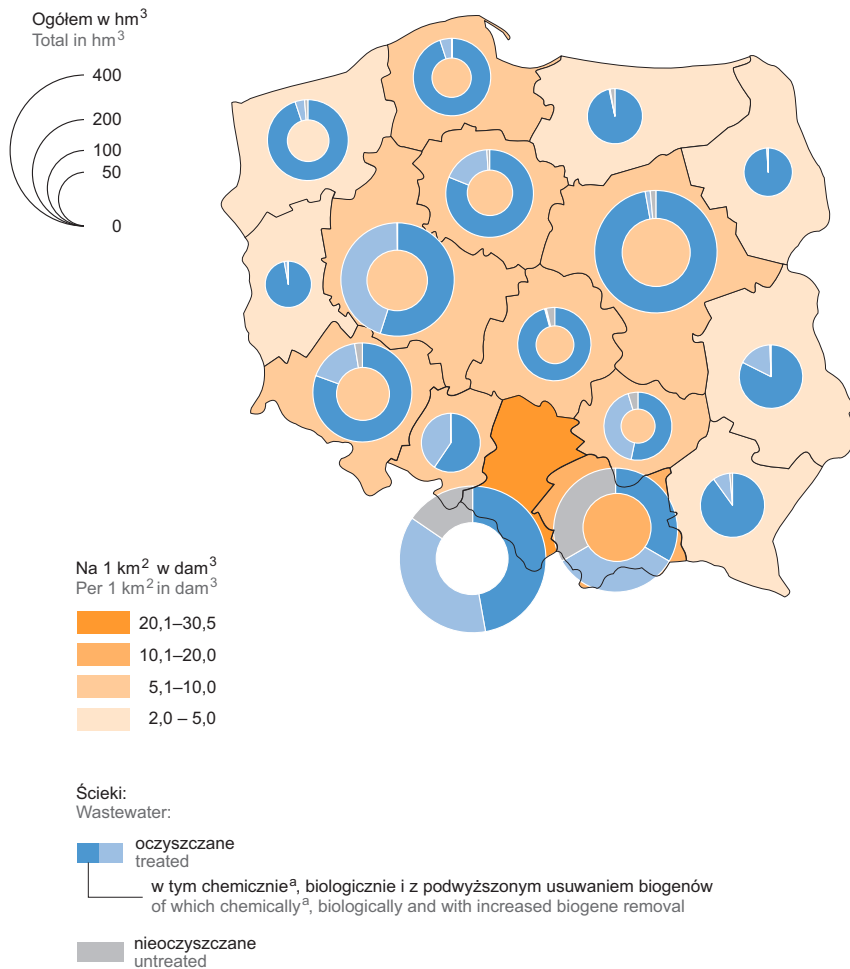 Ogółem w hm³
Total in hm³
400
200
100
50
0
Na 1 km² w dam³
Per 1 km² in dam³
20,1–30,5
10,1–20,0
5,1–10,0
2,0 – 5,0
Ścieki:
Wastewater:
oczyszczane
treated
w tym chemicznieᵃ, biologicznie i z podwyższonym usuwaniem biogenów
of which chemicallyᵃ, biologically and with increased biogene removal
nieoczyszczane
untreated